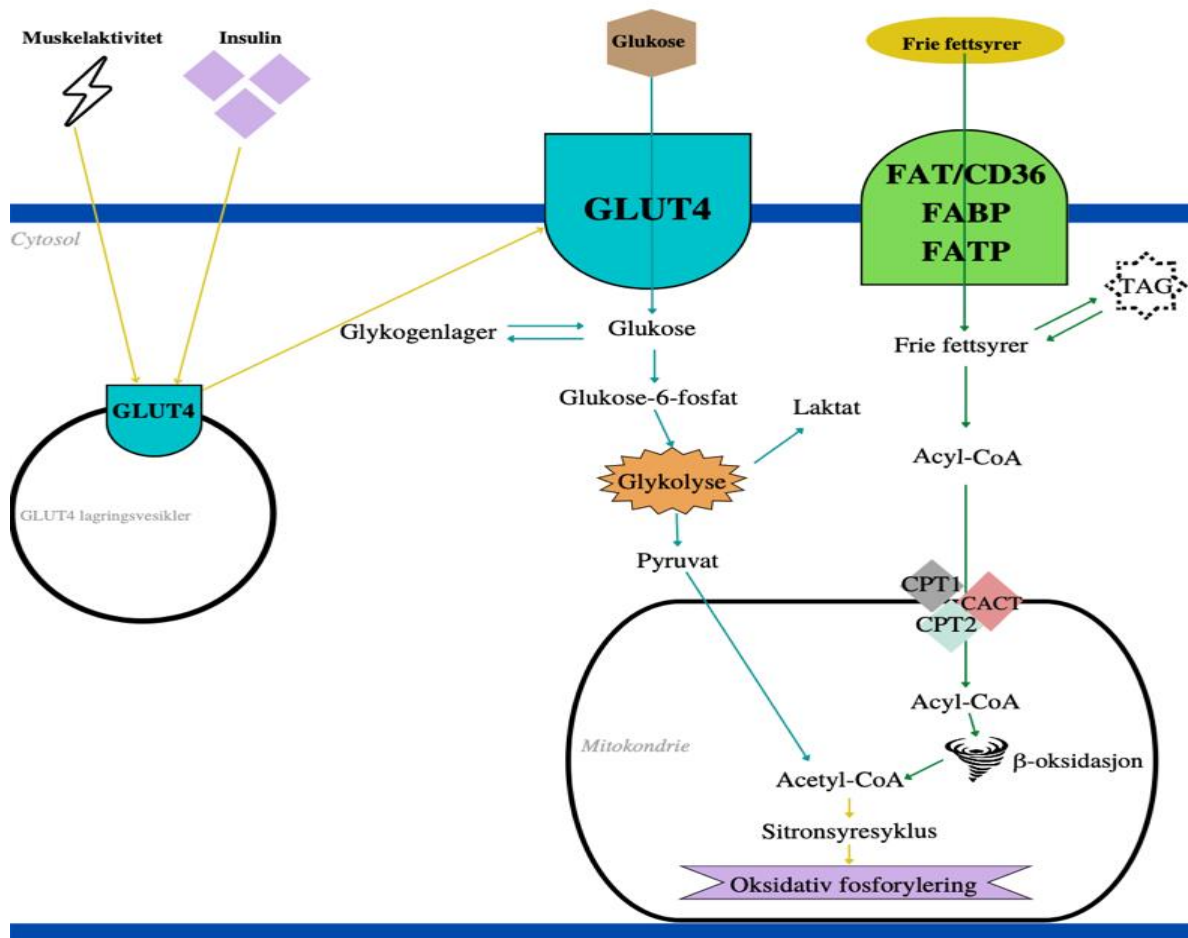 Muskelaktivitet
Insulin
Glukose
Frie fettsyrer
GLUT4
FAT/CD36
FABP
FATP
Cytosol
TAG
Glykogenlager
Glukose
Frie fettsyrer
Glukose-6-fosfat
Laktat
GLUT4
Acyl-CoA
Glykolyse
GLUT4 lagringsvesikler
Pyruvat
CPT1
CACT
CPT2
Acyl-CoA
Mitokondrie
β-oksidasjon
Acetyl-CoA
Sitronsyresyklus
Oksidativ fosforylering